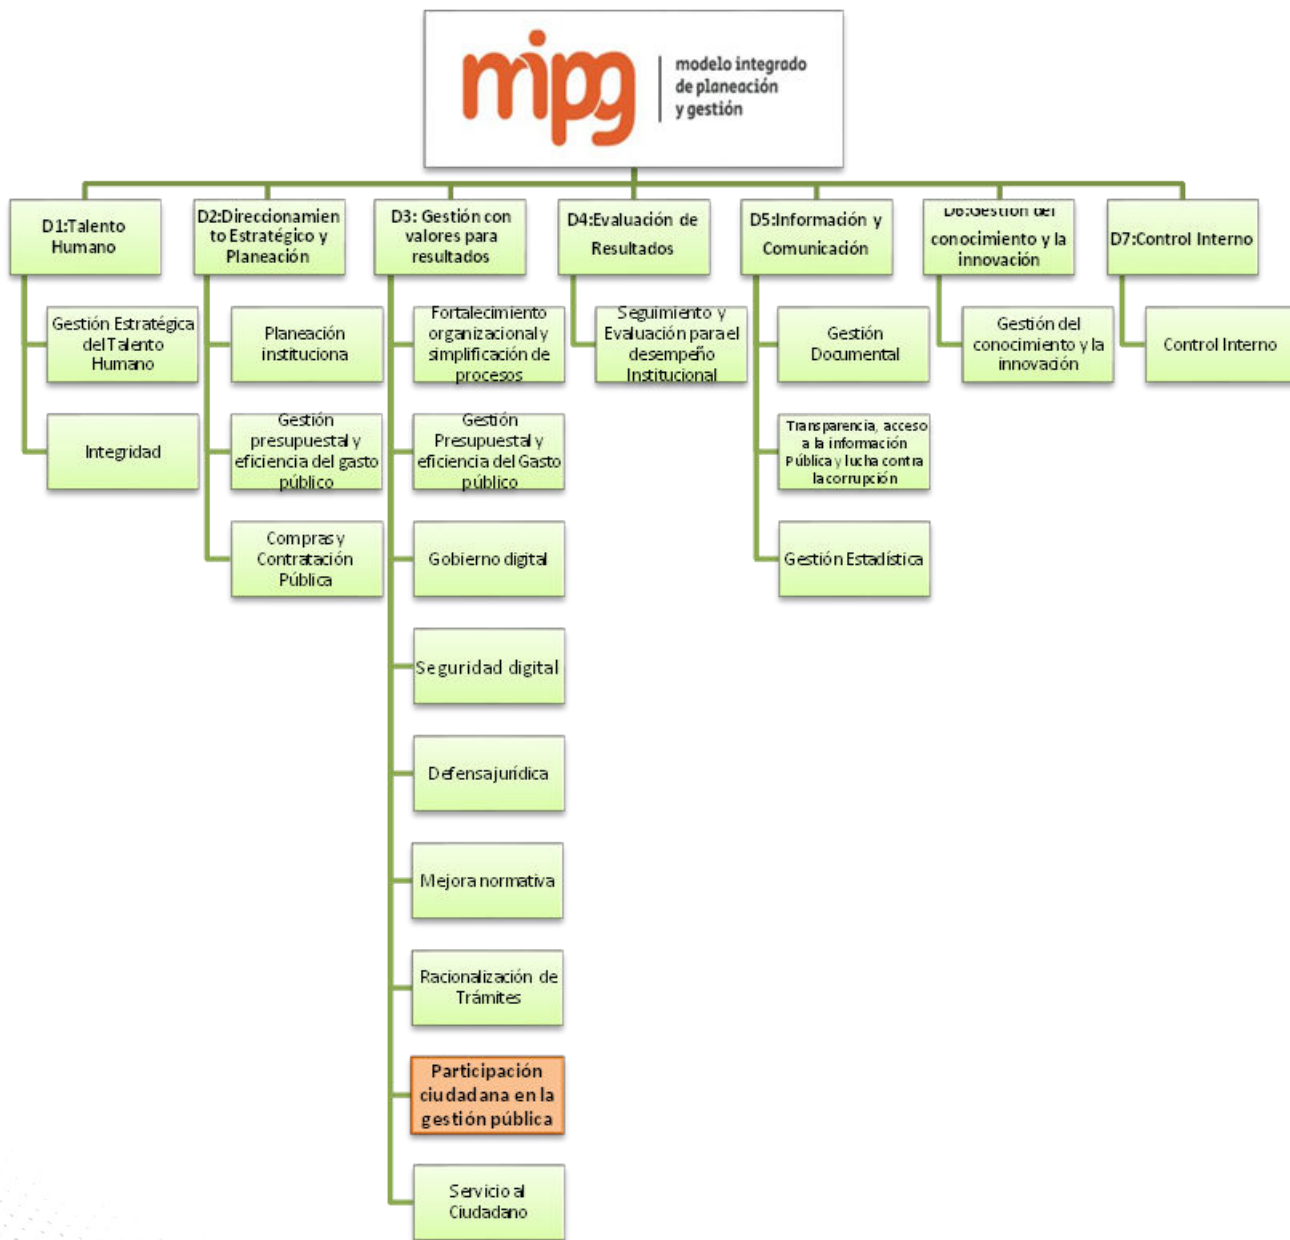 mipg
modelo integrado
de planeación
y gestión
D1:Talento
Humano
D2:Direccionamien
to Estratégico y
Planeación
D3: Gestión con
valores para
resultados
D4:Evaluación de
Resultados
D5:Información y
Comunicación
D6:Gestión del
conocimiento y la
innovación
D7:Control Interno
Gestión Estratégica
del Talento
Humano
Planeación
instituciona
Fortalecimiento
organizacional y
simplificación de
procesos
Seguimiento y
Evaluación para el
desempeño
Institucional
Gestión
Documental
Gestión del
conocimiento y la
innovación
Control Interno
Integridad
Gestión
presupuestal y
eficiencia del gasto
público
Gestión
Presupuestal y
eficiencia del Gasto
público
Transparencia, acceso
a la información
Pública y lucha contra
la corrupción
Compras y
Contratación
Pública
Gobierno digital
Gestión Estadística
Seguridad digital
Defensa jurídica
Mejora normativa
Racionalización de
Trámites
Participación
ciudadana en la
gestión pública
Servicio al
Ciudadano